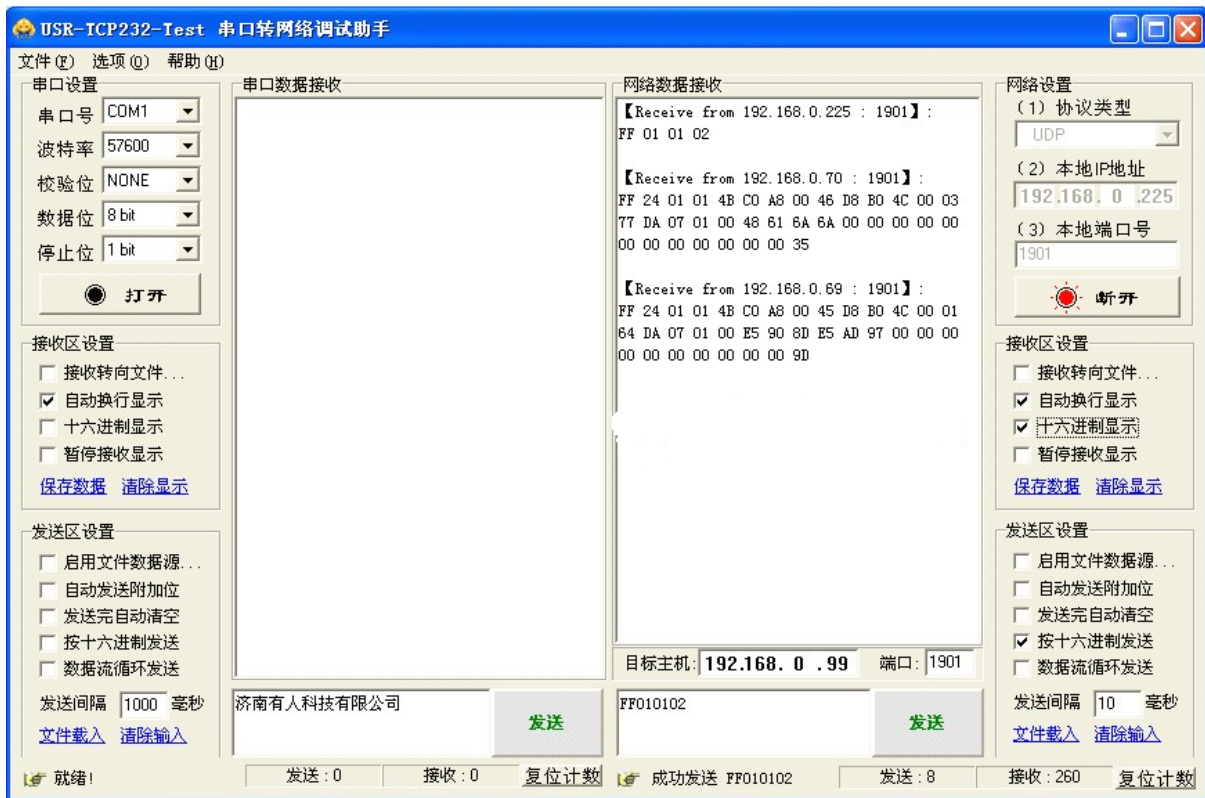 USR-TCP232-Test 串口转网络调试助手
文件(F) 选项(O) 帮助(H)
串口设置
串口号 COM1
波特率 57600
校验位 NONE
数据位 8 bit
停止位 1 bit
打开
接收区设置
接收转向文件...
自动换行显示
十六进制显示
暂停接收显示
保存数据 清除显示
发送区设置
启用文件数据源...
自动发送附加位
发送完自动清空
按十六进制发送
数据流循环发送
发送间隔 1000 毫秒
文件载入 清除输入
串口数据接收
济南有人科技有限公司
发送
网络数据接收
【Receive from 192.168.0.225 : 1901】:
FF 01 01 02
【Receive from 192.168.0.70 : 1901】:
FF 24 01 01 4B C0 A8 00 46 D8 B0 4C 00 03
77 DA 07 01 00 48 61 6A 6A 00 00 00 00 00
00 00 00 00 00 00 00 35
【Receive from 192.168.0.69 : 1901】:
FF 24 01 01 4B C0 A8 00 45 D8 B0 4C 00 01
64 DA 07 01 00 E5 90 8D E5 AD 97 00 00 00
00 00 00 00 00 00 00 9D
目标主机: 192.168. 0 .99 端口: 1901
FF010102
发送
网络设置
(1) 协议类型
UDP
(2) 本地IP地址
192.168. 0 .225
(3) 本地端口号
1901
断开
接收区设置
接收转向文件...
自动换行显示
十六进制显示
暂停接收显示
保存数据 清除显示
发送区设置
启用文件数据源...
自动发送附加位
发送完自动清空
按十六进制发送
数据流循环发送
发送间隔 10 毫秒
文件载入 清除输入
就绪! 发送:0 接收:0 复位计数 成功发送 FF010102 发送:8 接收:260 复位计数